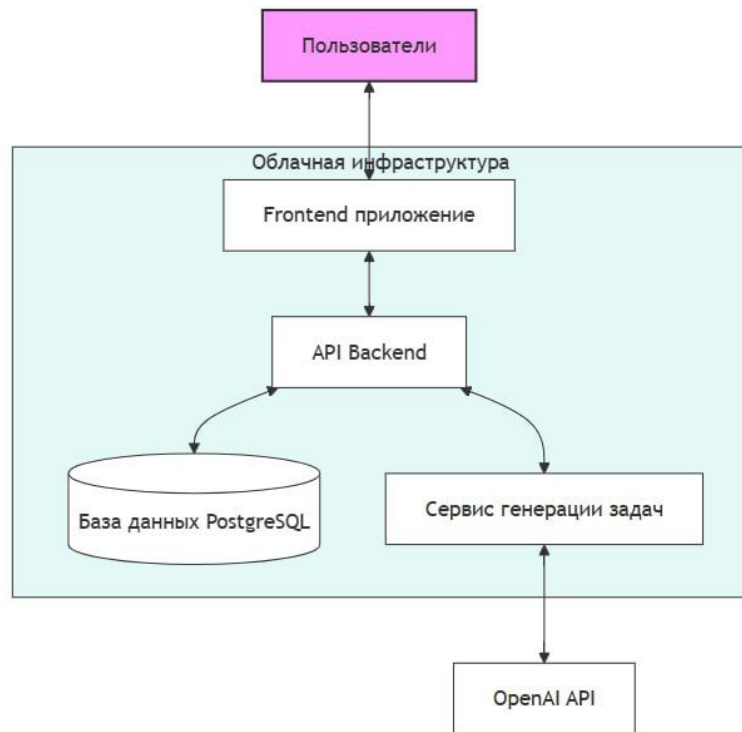 Пользователи
Облачная инфраструктура
Frontend приложение
API Backend
База данных PostgreSQL
Сервис генерации задач
OpenAI API